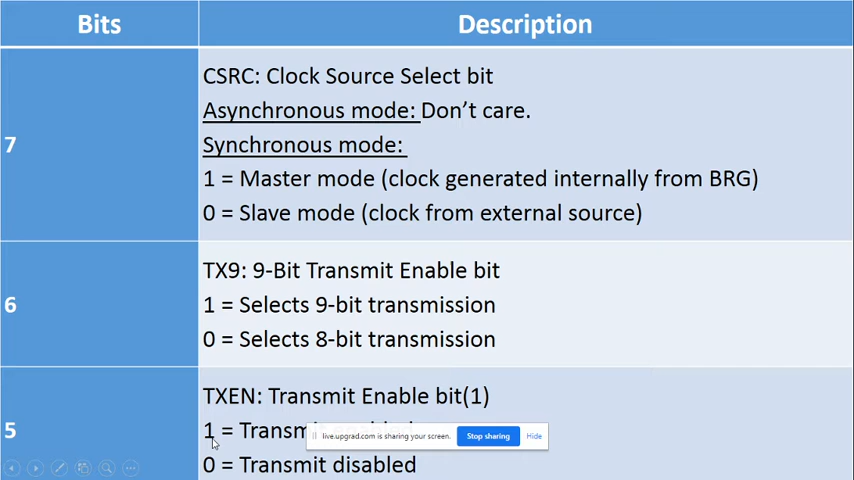 Bits Description
7
CSRC: Clock Source Select bit
Asynchronous mode: Don't care.
Synchronous mode:
1 = Master mode (clock generated internally from BRG)
0 = Slave mode (clock from external source)
6
TX9: 9-Bit Transmit Enable bit
1 = Selects 9-bit transmission
0 = Selects 8-bit transmission
5
TXEN: Transmit Enable bit(1)
1 = Transm
live.upgrad.com is sharing your screen. Stop sharing Hide
0 = Transmit disabled